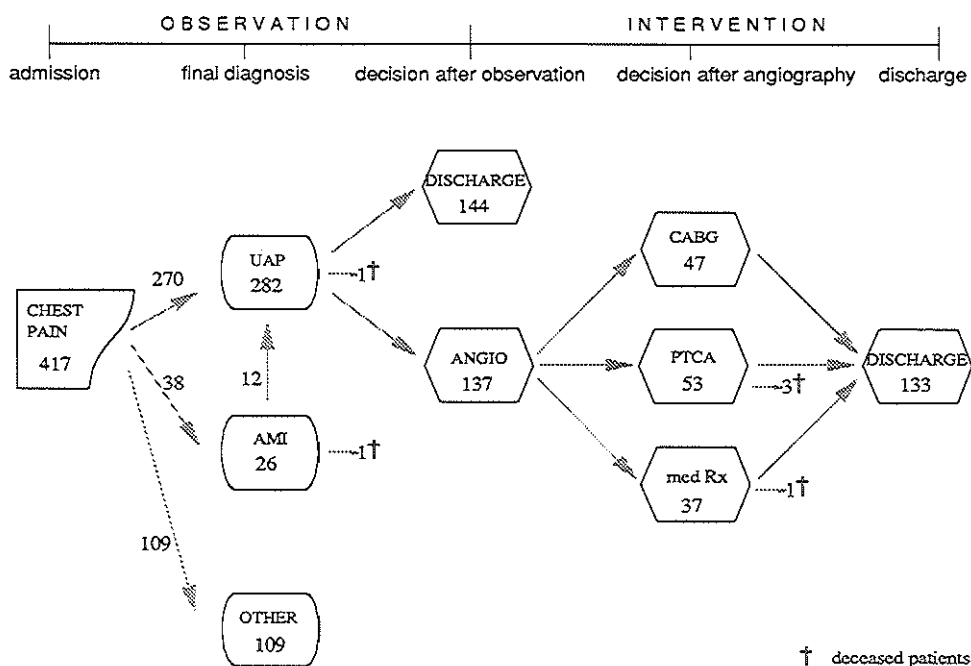 OBSERVATION INTERVENTION
admission final diagnosis decision after observation decision after angiography discharge
DISCHARGE
144
CABG
47
UAP
282
1†
270
CHEST
PAIN
417
ANGIO
137
PTCA
53
3†
DISCHARGE
133
12
38
AMI
26
1†
med Rx
37
1†
109
OTHER
109
† deceased patients